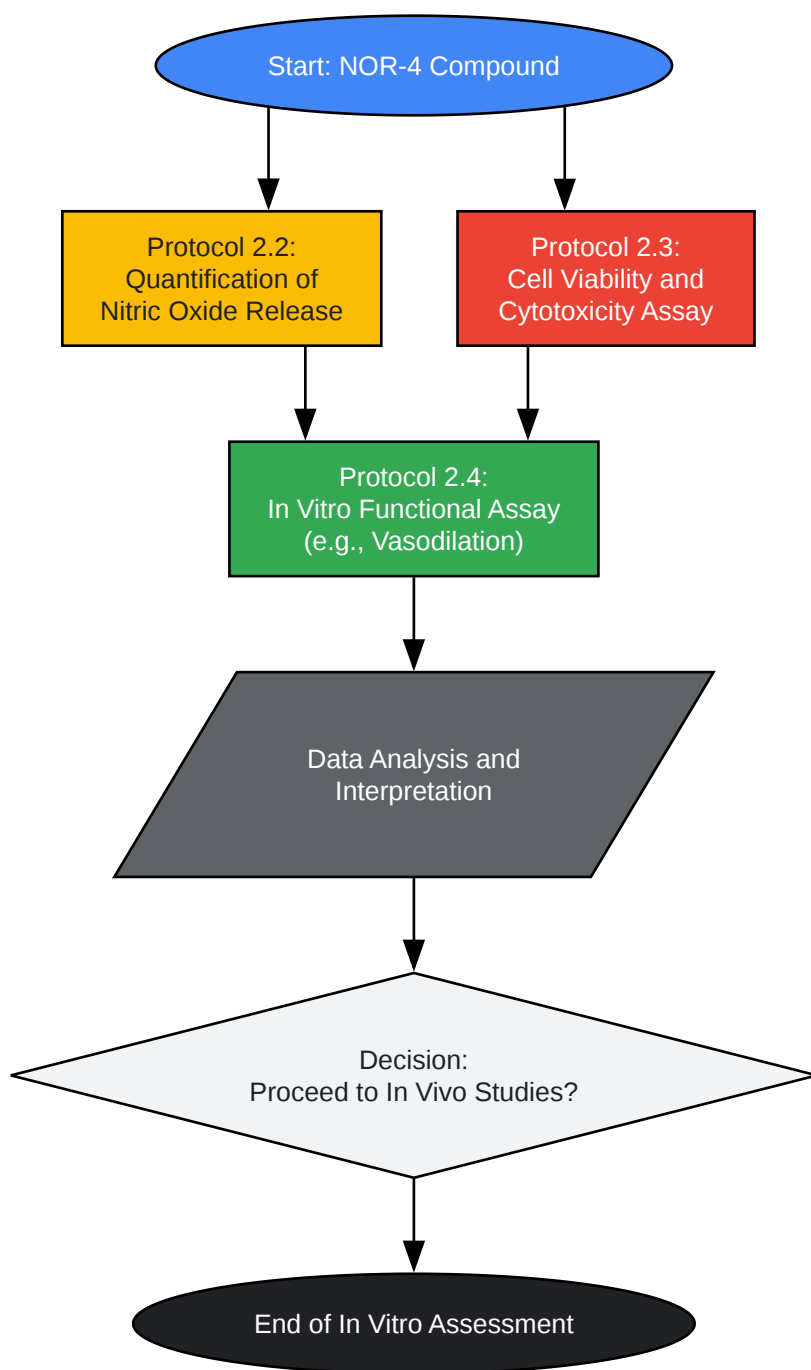 Start: NOR-4 Compound
Protocol 2.2:
Quantification of
Nitric Oxide Release
Protocol 2.3:
Cell Viability and
Cytotoxicity Assay
Protocol 2.4:
In Vitro Functional Assay
(e.g., Vasodilation)
Data Analysis and
Interpretation
Decision:
Proceed to In Vivo Studies?
End of In Vitro Assessment